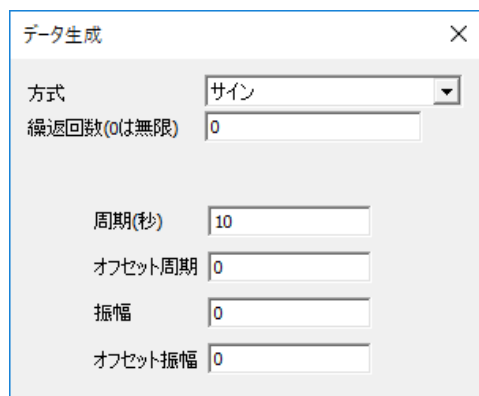 データ生成
方式 サイン
繰返回数(0は無限) 0
周期(秒) 10
オフセット周期 0
振幅 0
オフセット振幅 0